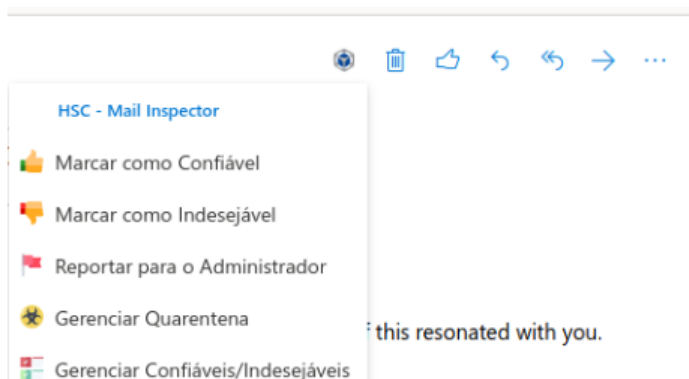 HSC - Mail Inspector
Marcar como Confiável
Marcar como Indesejável
Reportar para o Administrador
Gerenciar Quarentena
this resonated with you.
Gerenciar Confiáveis/Indesejáveis